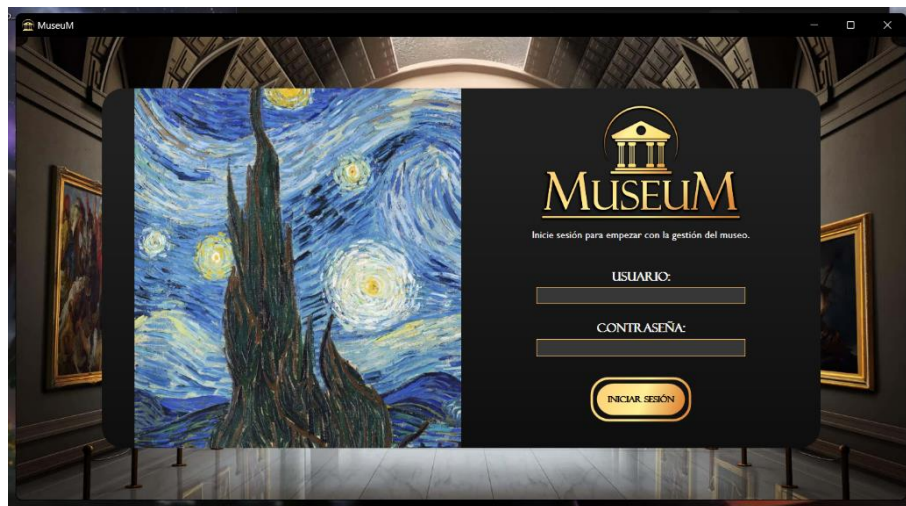 MuseuM
MUSEUM
Inicie sesión para empezar con la gestión del museo.
USUARIO:
CONTRASEÑA:
INICIAR SESIÓN